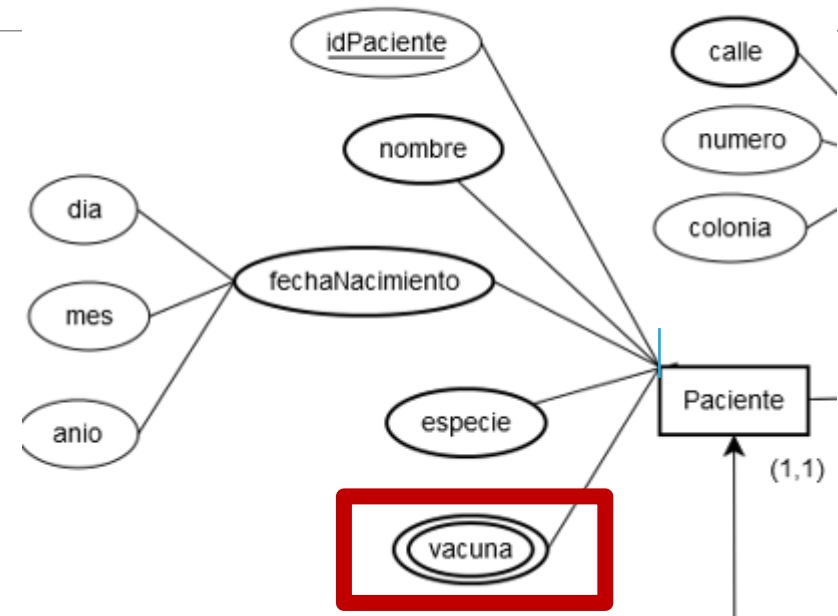 idPaciente
calle
nombre
numero
dia
colonia
fechaNacimiento
mes
Paciente
especie
anio
(1,1)
vacuna